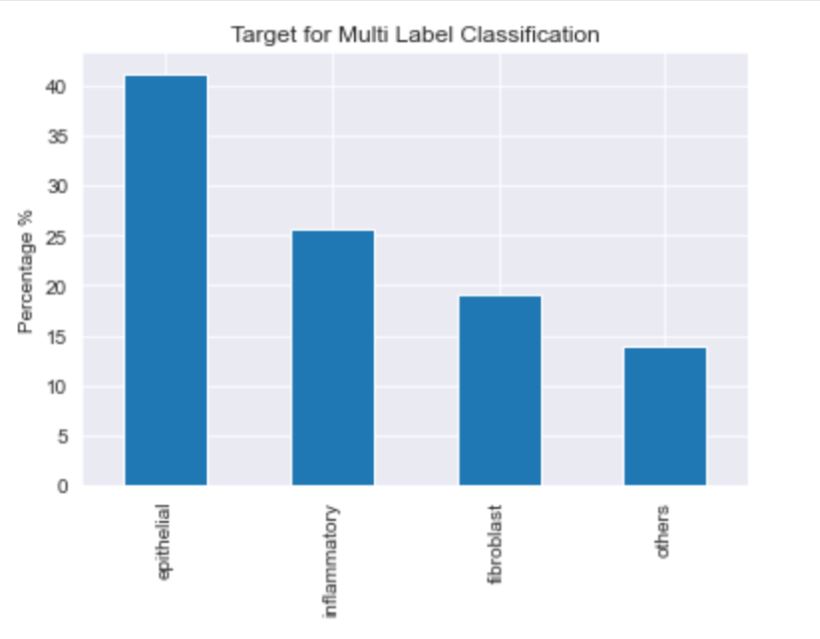 Target for Multi Label Classification
40
35
30
25
20
15
10
5
0
Percentage %
epithelial
inflammatory
fibroblast
others